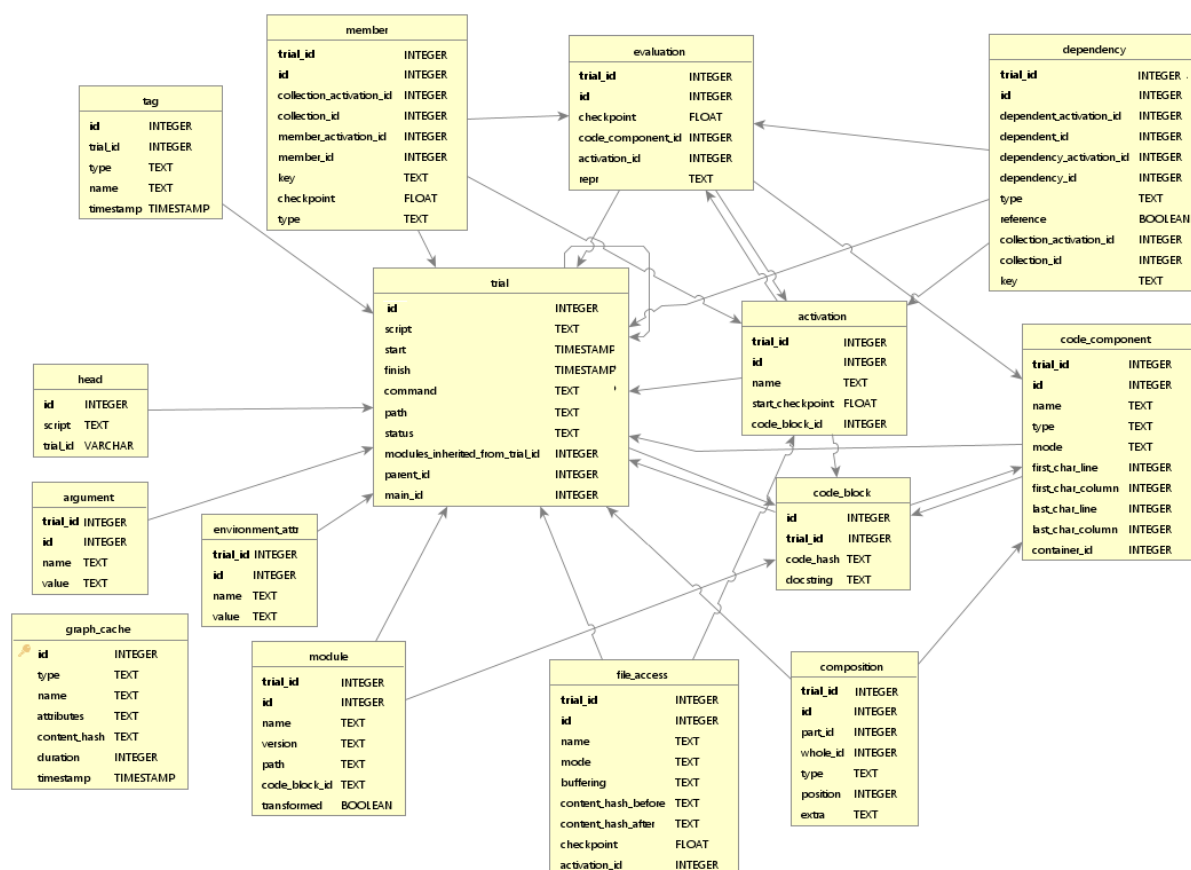 member
trial_id INTEGER
id INTEGER
collection_activation_id INTEGER
collection_id INTEGER
member_activation_id INTEGER
member_id INTEGER
key TEXT
checkpoint FLOAT
type TEXT
evaluation
trial_id INTEGER
id INTEGER
checkpoint FLOAT
code_component_id INTEGER
activation_id INTEGER
repr TEXT
dependency
trial_id INTEGER
id INTEGER
dependent_activation_id INTEGER
dependent_id INTEGER
dependency_activation_id INTEGER
dependency_id INTEGER
type TEXT
reference BOOLEAN
collection_activation_id INTEGER
collection_id INTEGER
key TEXT
tag
id INTEGER
trial_id INTEGER
type TEXT
name TEXT
timestamp TIMESTAMP
trial
id INTEGER
script TEXT
start TIMESTAMP
finish TIMESTAMP
command TEXT
path TEXT
status TEXT
modules_inherited_from_trial_id INTEGER
parent_id INTEGER
main_id INTEGER
activation
trial_id INTEGER
id INTEGER
name TEXT
start_checkpoint FLOAT
code_block_id INTEGER
code_component
trial_id INTEGER
id INTEGER
name TEXT
type TEXT
mode TEXT
first_char_line INTEGER
first_char_column INTEGER
last_char_line INTEGER
last_char_column INTEGER
container_id INTEGER
head
id INTEGER
script TEXT
trial_id VARCHAR
argument
trial_id INTEGER
id INTEGER
name TEXT
value TEXT
environment_attr
trial_id INTEGER
id INTEGER
name TEXT
value TEXT
code_block
id INTEGER
trial_id INTEGER
code_hash TEXT
docstring TEXT
graph_cache
id INTEGER
type TEXT
name TEXT
attributes TEXT
content_hash TEXT
duration INTEGER
timestamp TIMESTAMP
module
trial_id INTEGER
id INTEGER
name TEXT
version TEXT
path TEXT
code_block_id TEXT
transformed BOOLEAN
file_access
trial_id INTEGER
id INTEGER
name TEXT
mode TEXT
buffering TEXT
content_hash_before TEXT
content_hash_after TEXT
checkpoint FLOAT
activation_id INTEGER
composition
trial_id INTEGER
id INTEGER
part_id INTEGER
whole_id INTEGER
type TEXT
position INTEGER
extra TEXT